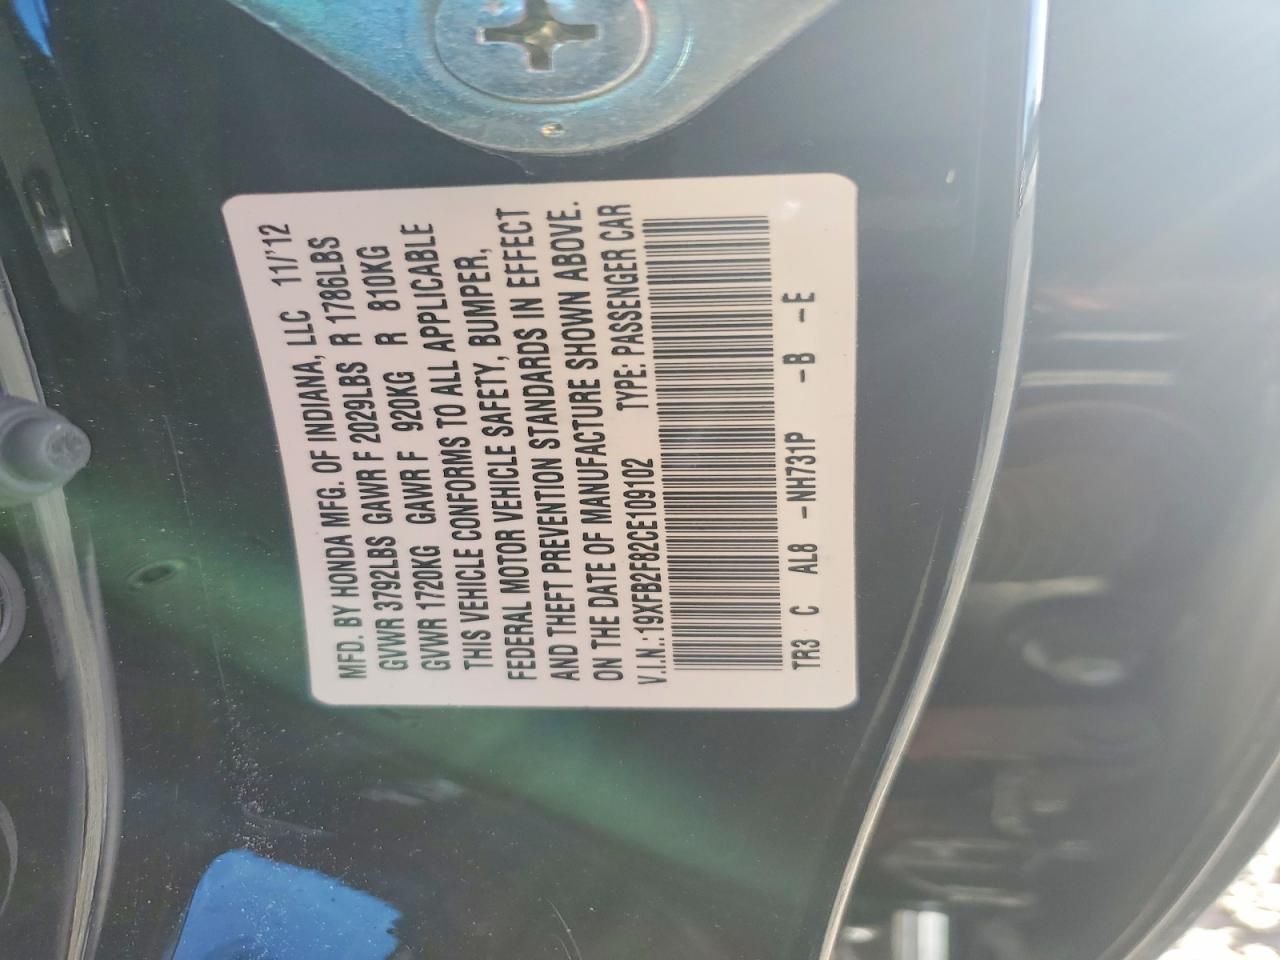 MFD. BY HONDA MFG. OF INDIANA, LLC 11/'12
GVWR 3792LBS GAWR F 2029LBS R 1786LBS
GVWR 1720KG GAWR F 920KG R 810KG
THIS VEHICLE CONFORMS TO ALL APPLICABLE
FEDERAL MOTOR VEHICLE SAFETY, BUMPER,
AND THEFT PREVENTION STANDARDS IN EFFECT
ON THE DATE OF MANUFACTURE SHOWN ABOVE.
V.I.N.: 19XFB2F82CE109102 TYPE: PASSENGER CAR
TR3 C AL8 -NH731P -B -E